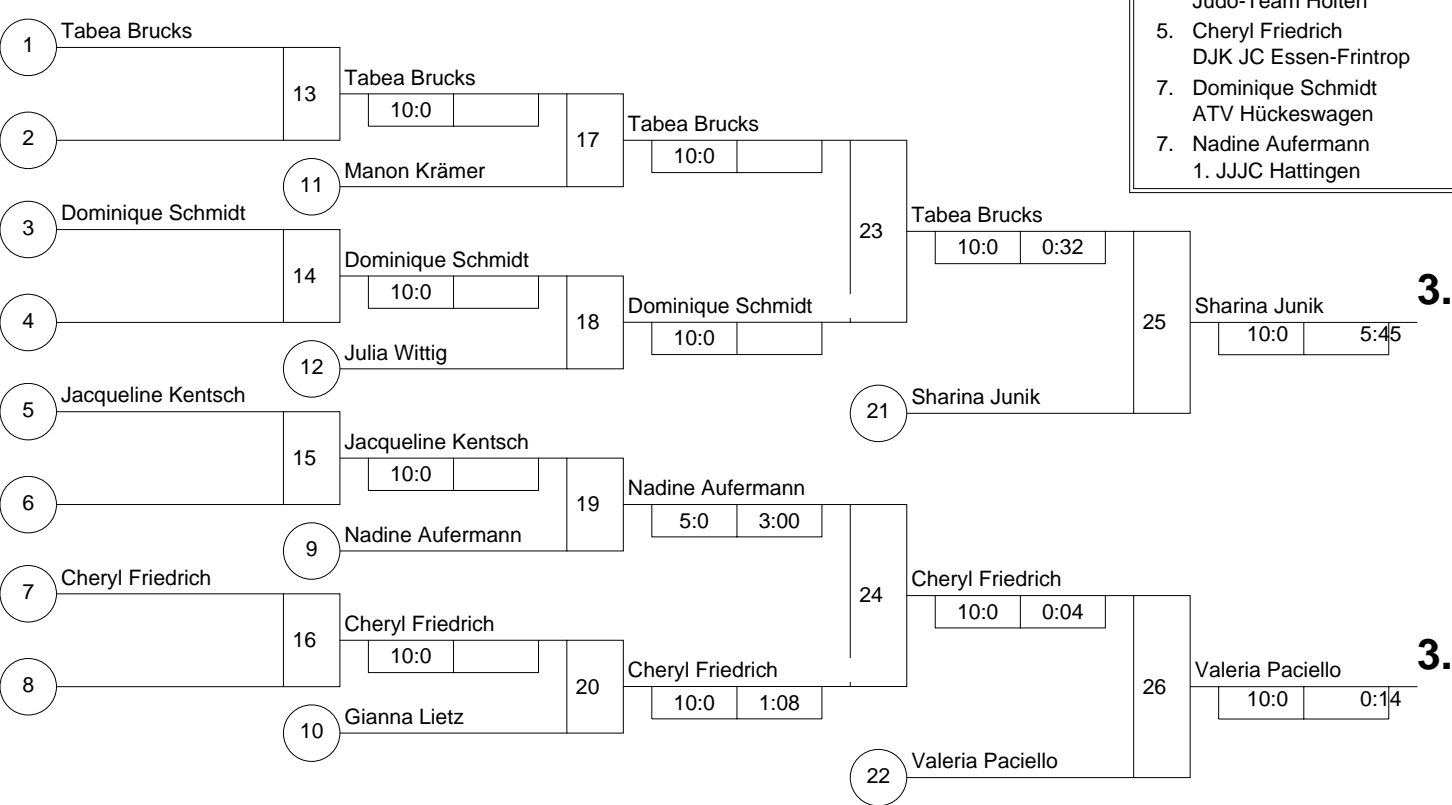 Judo-Team Holten
5. Cheryl Friedrich
DJK JC Essen-Frintrop
7. Dominique Schmidt
ATV Hückeswagen
7. Nadine Aufermann
1. JJJC Hattingen
1 Tabea Brucks
2
13 Tabea Brucks
10:0
11 Manon Krämer
17 Tabea Brucks
10:0
3 Dominique Schmidt
4
14 Dominique Schmidt
10:0
12 Julia Wittig
18 Dominique Schmidt
10:0
23 Tabea Brucks
10:0 0:32
21 Sharina Junik
25 Sharina Junik
10:0 5:45
3.
5 Jacqueline Kentsch
6
15 Jacqueline Kentsch
10:0
9 Nadine Aufermann
19 Nadine Aufermann
5:0 3:00
7 Cheryl Friedrich
8
16 Cheryl Friedrich
10:0
10 Gianna Lietz
20 Cheryl Friedrich
10:0 1:08
24 Cheryl Friedrich
10:0 0:04
22 Valeria Paciello
26 Valeria Paciello
10:0 0:14
3.